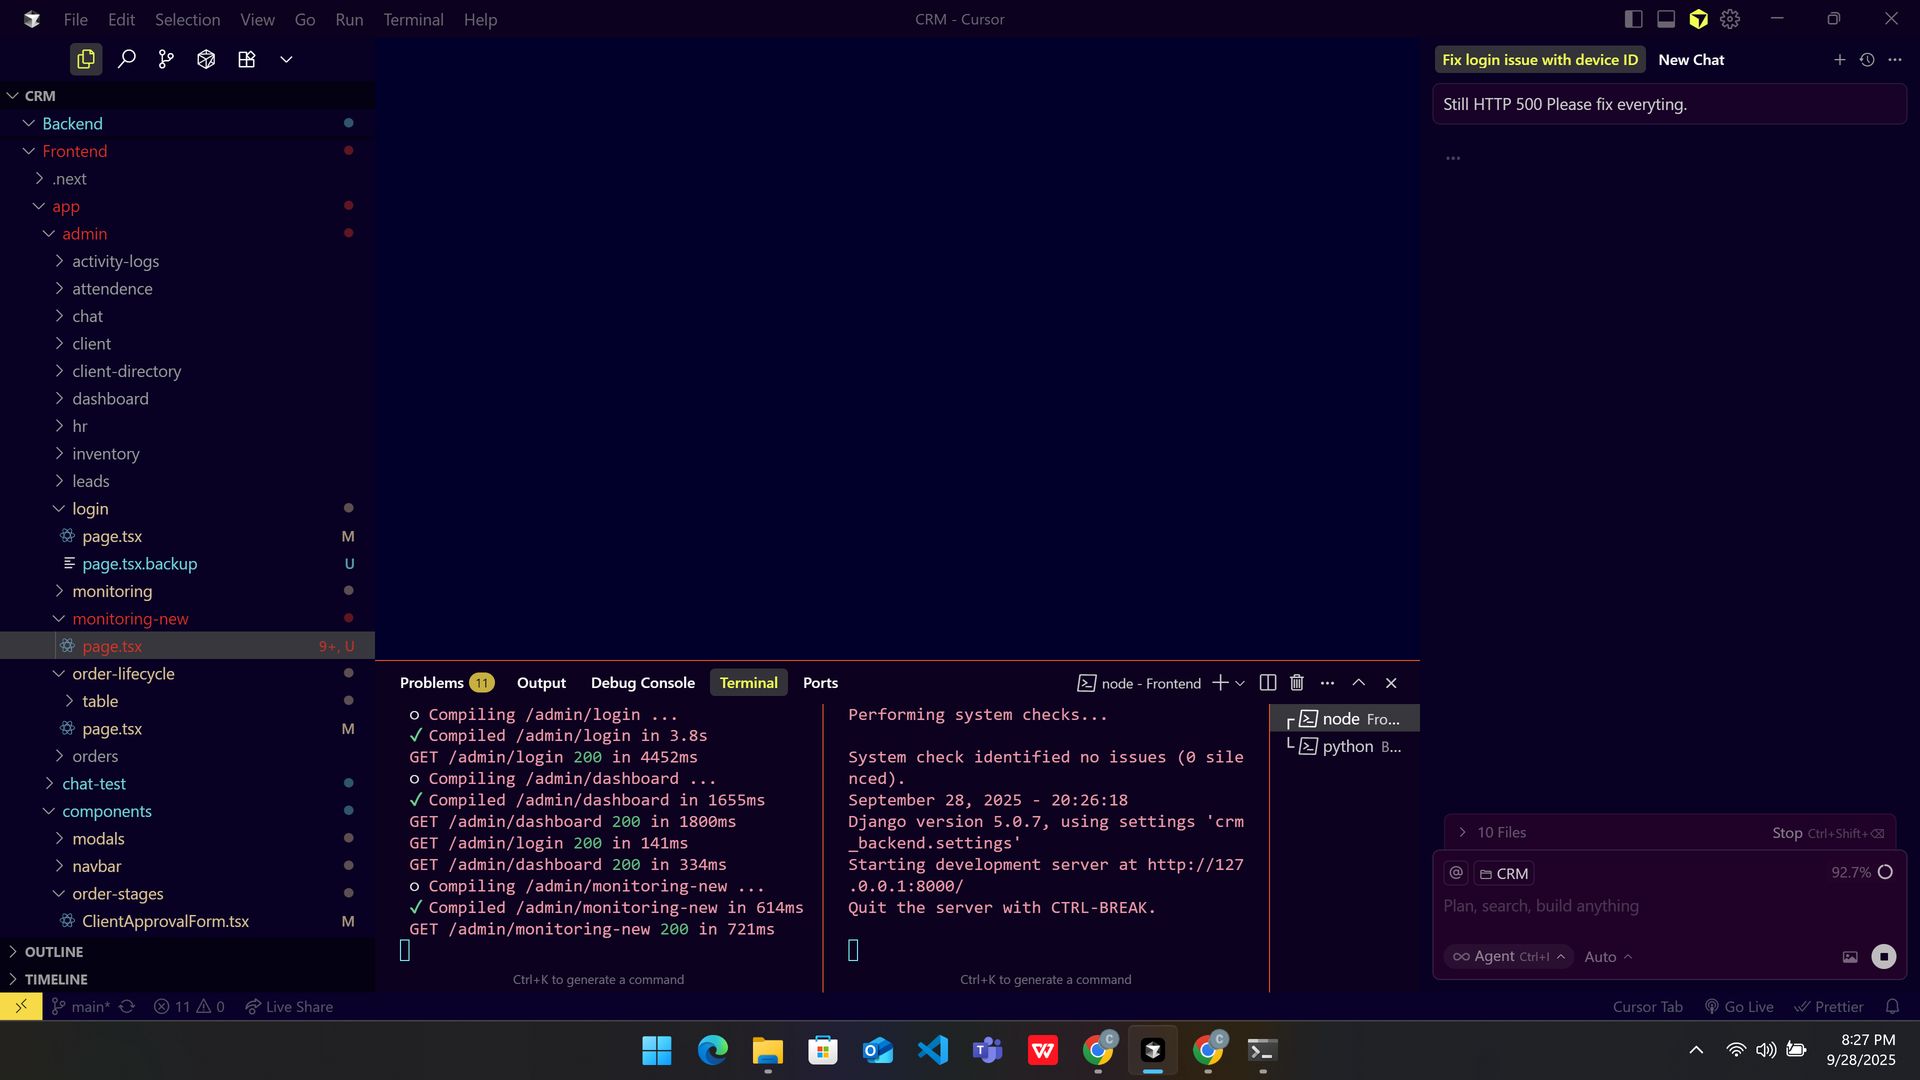 File Edit Selection View Go Run Terminal Help
CRM - Cursor
CRM
Backend
Frontend
.next
app
admin
activity-logs
attendence
chat
client
client-directory
dashboard
hr
inventory
leads
login
page.tsx M
page.tsx.backup U
monitoring
monitoring-new
page.tsx 9+, U
order-lifecycle
table
page.tsx M
orders
chat-test
components
modals
navbar
order-stages
ClientApprovalForm.tsx M
OUTLINE
TIMELINE
Problems 11 Output Debug Console Terminal Ports
node - Frontend
○ Compiling /admin/login ...
✓ Compiled /admin/login in 3.8s
GET /admin/login 200 in 4452ms
○ Compiling /admin/dashboard ...
✓ Compiled /admin/dashboard in 1655ms
GET /admin/dashboard 200 in 1800ms
GET /admin/login 200 in 141ms
GET /admin/dashboard 200 in 334ms
○ Compiling /admin/monitoring-new ...
✓ Compiled /admin/monitoring-new in 614ms
GET /admin/monitoring-new 200 in 721ms
Ctrl+K to generate a command
Performing system checks...
System check identified no issues (0 sile
nced).
September 28, 2025 - 20:26:18
Django version 5.0.7, using settings 'crm
_backend.settings'
Starting development server at http://127
.0.0.1:8000/
Quit the server with CTRL-BREAK.
Ctrl+K to generate a command
node Fro...
python B...
Fix login issue with device ID New Chat
Still HTTP 500 Please fix everyting.
...
10 Files Stop Ctrl+Shift+⌫
@ CRM 92.7%
Plan, search, build anything
Agent Ctrl+I Auto
main* 11 0 Live Share
Cursor Tab Go Live Prettier
C
C
8:27 PM
9/28/2025